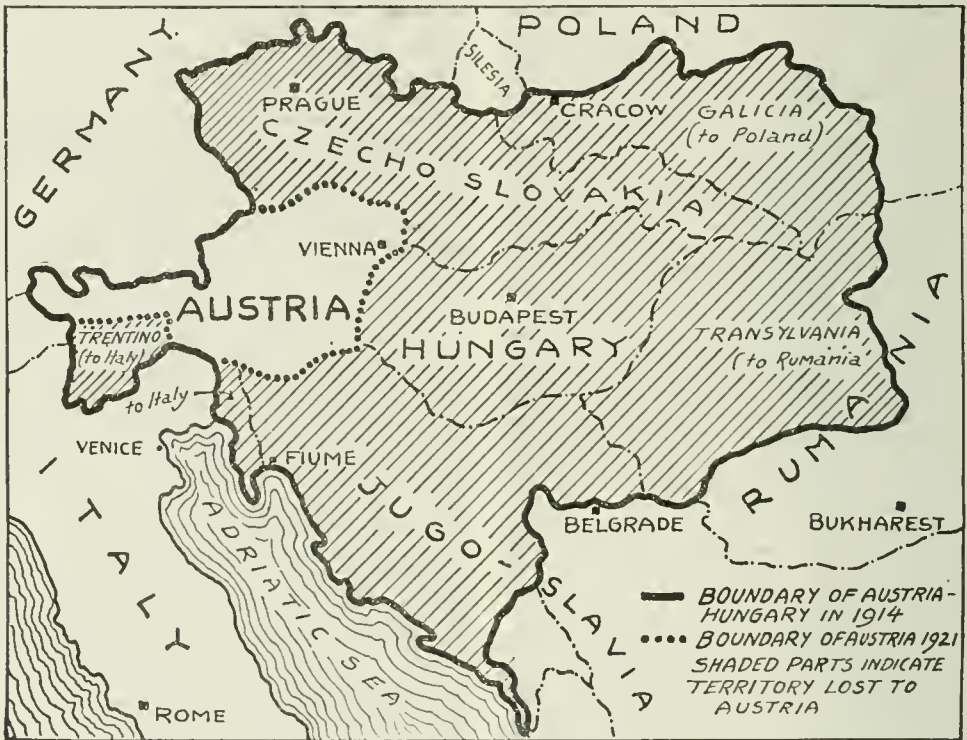 POLAND
GERMANY
SILESIA
PRAGUE
CRACOW
GALICIA
(to Poland)
CZECHO SLOVAKIA
VIENNA
AUSTRIA
BUDAPEST
HUNGARY
TRENTINO
(to Italy)
TRANSYLVANIA
(to Rumania
RUMANIA
to Italy
VENICE
FIUME
ITALY
ADRIATIC SEA
JUGO-SLALIA
BELGRADE
BUKHAREST
ROME
BOUNDARY OF AUSTRIA-
HUNGARY IN 1914
BOUNDARY OF AUSTRIA 1921
SHADED PARTS INDICATE
TERRITORY LOST TO
AUSTRIA